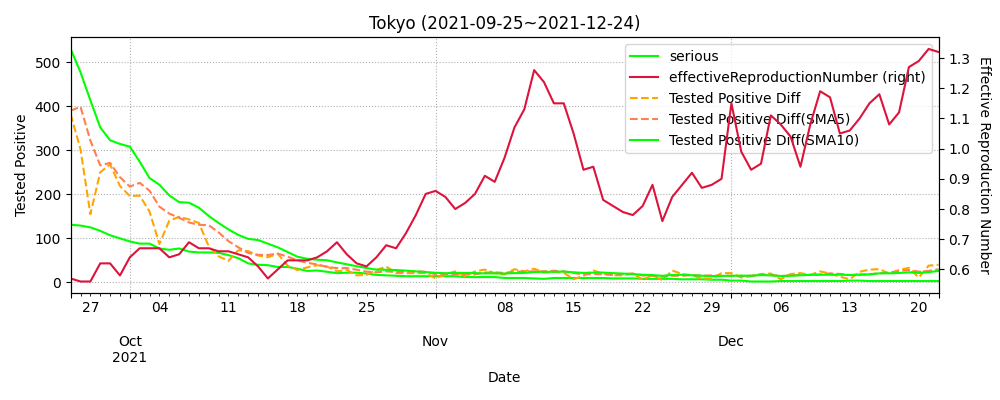 Tokyo (2021-09-25~2021-12-24)
serious
effectiveReproductionNumber (right)
Tested Positive Diff
Tested Positive Diff(SMA5)
Tested Positive Diff(SMA10)
Tested Positive
500
400
300
200
100
0
Effective Reproduction Number
1.3
1.2
1.1
1.0
0.9
0.8
0.7
0.6
27 04 11 18 25 08 15 22 29 06 13 20
Oct Nov Dec
2021
Date